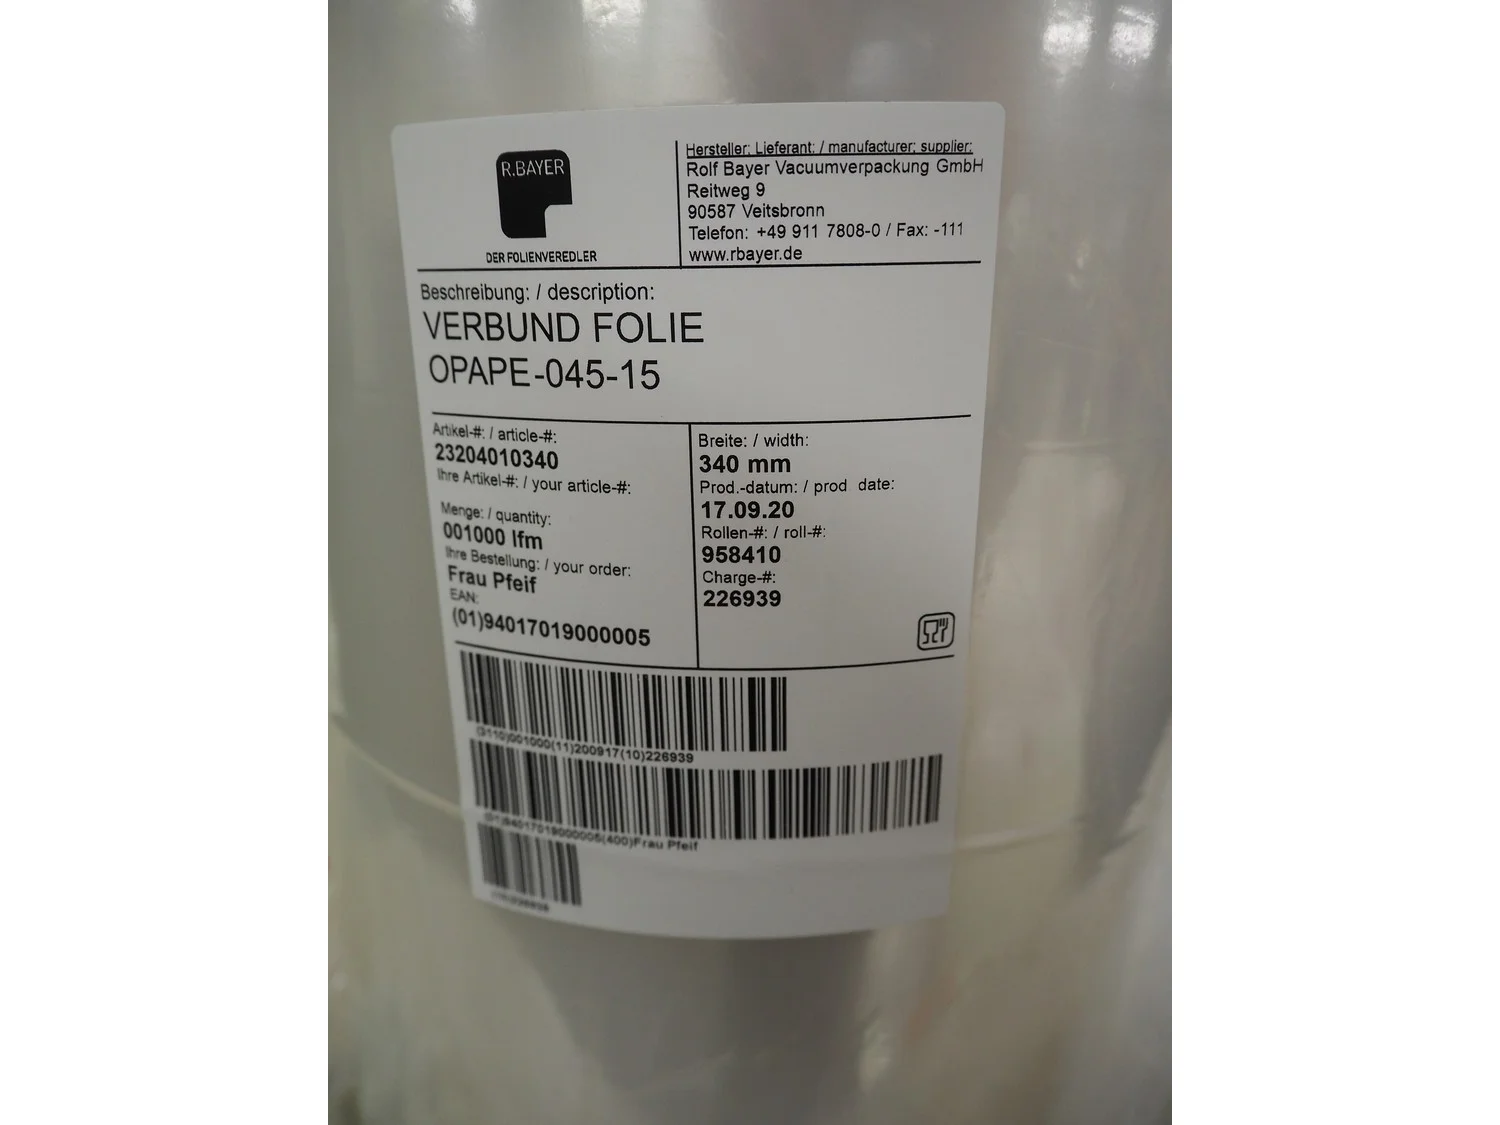 R.BAYER
DER FOLIENVEREDLER
Hersteller: Lieferant: / manufacturer: supplier:
Rolf Bayer Vacuumverpackung GmbH
Reitweg 9
90587 Veitsbronn
Telefon: +49 911 7808-0 / Fax: -111
www.rbayer.de
Beschreibung: / description:
VERBUND FOLIE
OPAPE-045-15
Artikel-#: / article-#:
23204010340
Ihre Artikel-#: / your article-#:
Menge: / quantity:
001000 lfm
Ihre Bestellung: / your order:
Frau Pfeif
EAN:
(01)94017019000005
Breite: / width:
340 mm
Prod.-datum: / prod date:
17.09.20
Rollen-#: / roll-#:
958410
Charge-#:
226939
(3110)001000(11)200917(10)226939
(01)94017019000005(400)Frau Pfeif